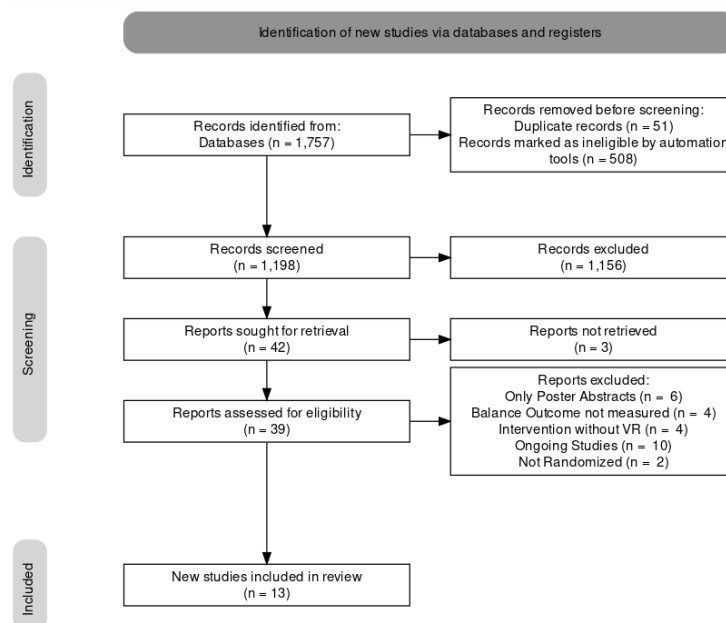 Identification of new studies via databases and registers
Identification
Records identified from:
Databases (n = 1,757)
Records removed before screening:
Duplicate records (n = 51)
Records marked as ineligible by automation
tools (n = 508)
Screening
Records screened
(n = 1,198)
Records excluded
(n = 1,156)
Reports sought for retrieval
(n = 42)
Reports not retrieved
(n = 3)
Reports assessed for eligibility
(n = 39)
Reports excluded:
Only Poster Abstracts (n = 6)
Balance Outcome not measured (n = 4)
Intervention without VR (n = 4)
Ongoing Studies (n = 10)
Not Randomized (n = 2)
Included
New studies included in review
(n = 13)